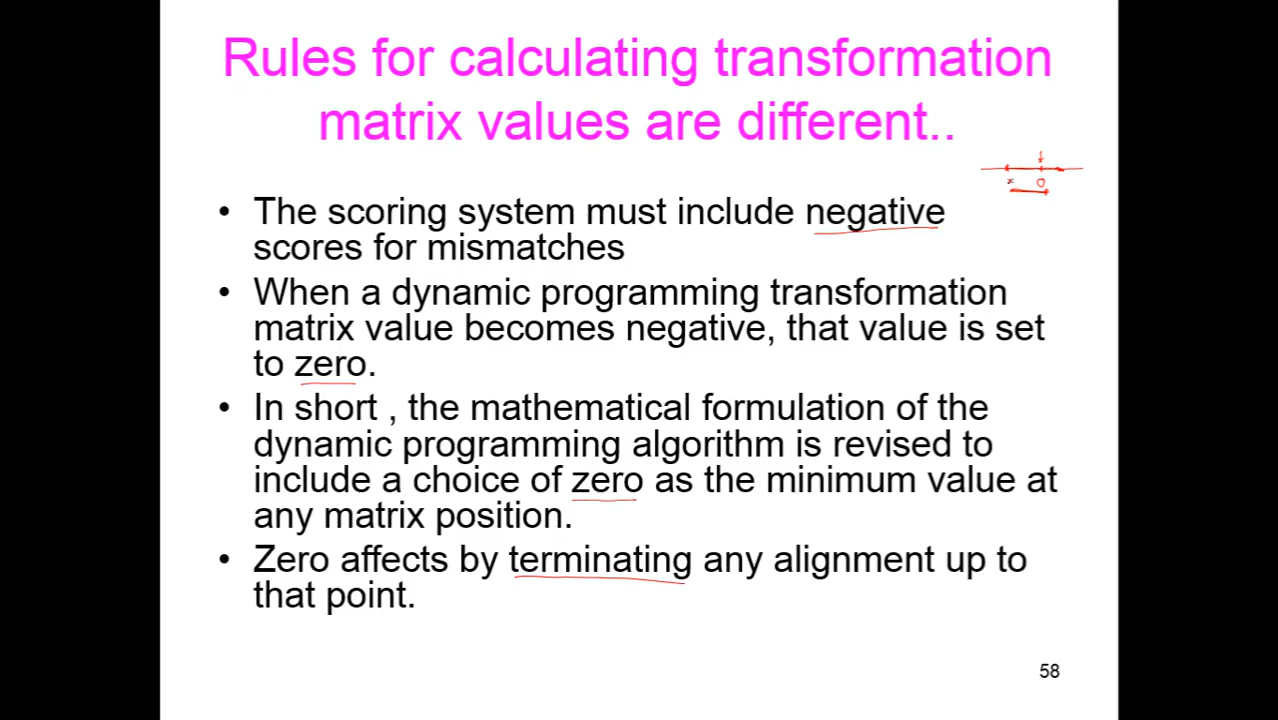 Rules for calculating transformation
matrix values are different..
• The scoring system must include negative
scores for mismatches
• When a dynamic programming transformation
matrix value becomes negative, that value is set
to zero.
• In short , the mathematical formulation of the
dynamic programming algorithm is revised to
include a choice of zero as the minimum value at
any matrix position.
• Zero affects by terminating any alignment up to
that point.
58